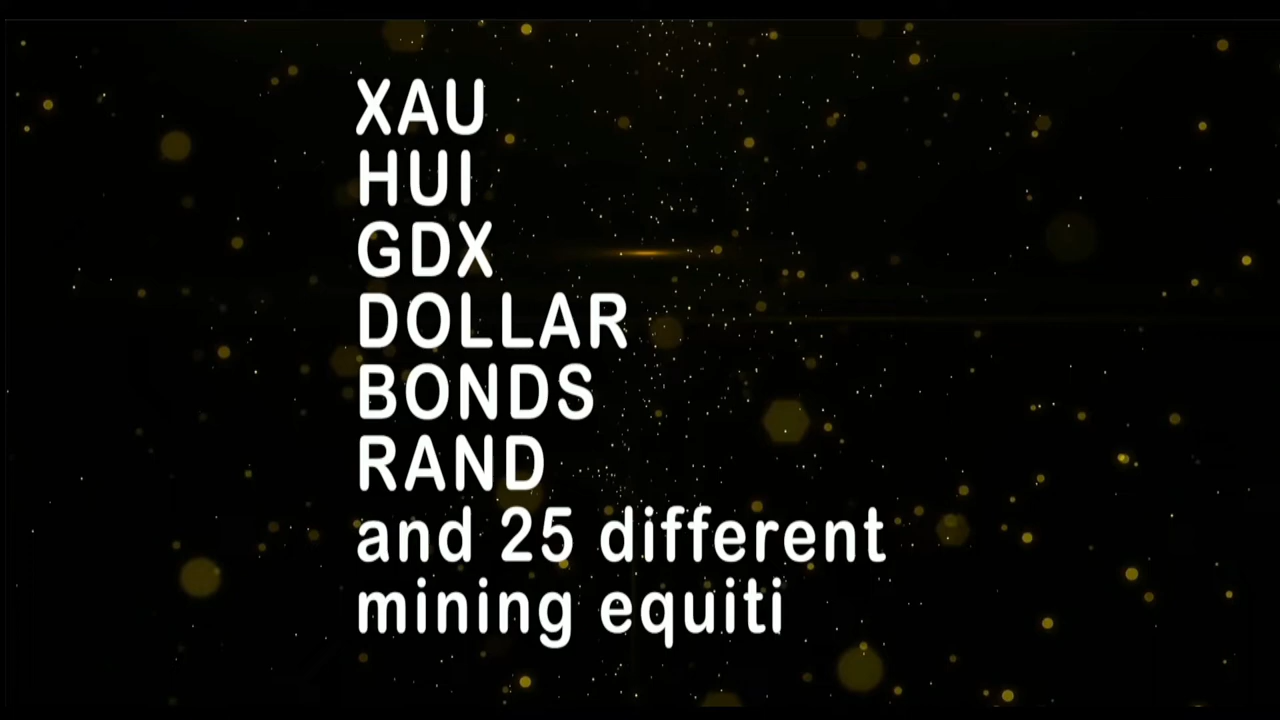 XAU
HUI
GDX
DOLLAR
BONDS
RAND
and 25 different
mining equiti